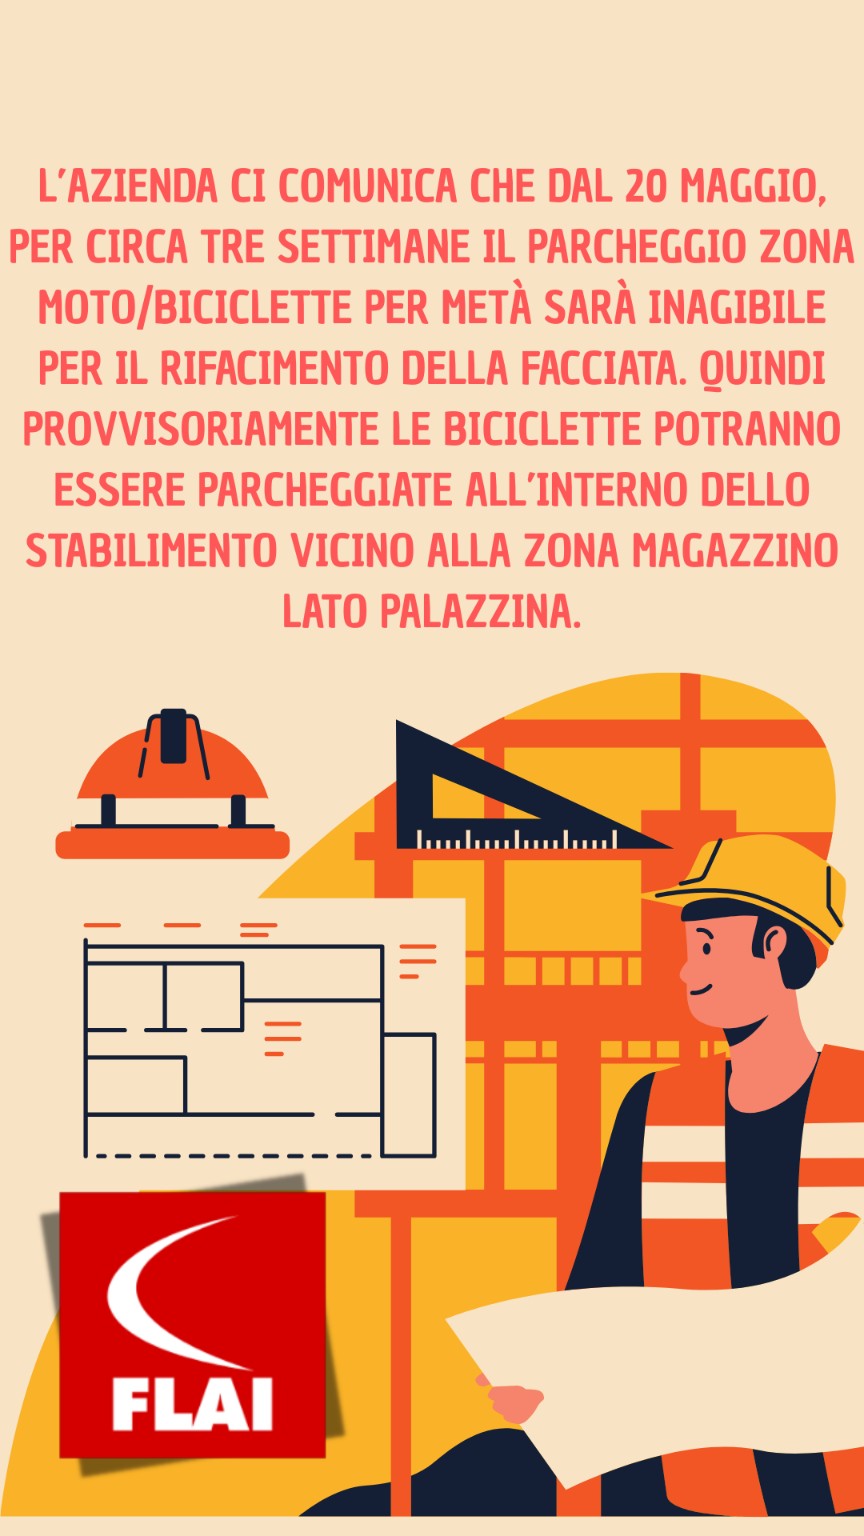 L'AZIENDA CI COMUNICA CHE DAL 20 MAGGIO,
PER CIRCA TRE SETTIMANE IL PARCHEGGIO ZONA
MOTO/BICICLETTE PER METÀ SARÀ INAGIBILE
PER IL RIFACIMENTO DELLA FACCIATA. QUINDI
PROVVISORIAMENTE LE BICICLETTE POTRANNO
ESSERE PARCHEGGIATE ALL'INTERNO DELLO
STABILIMENTO VICINO ALLA ZONA MAGAZZINO
LATO PALAZZINA.
FLAI